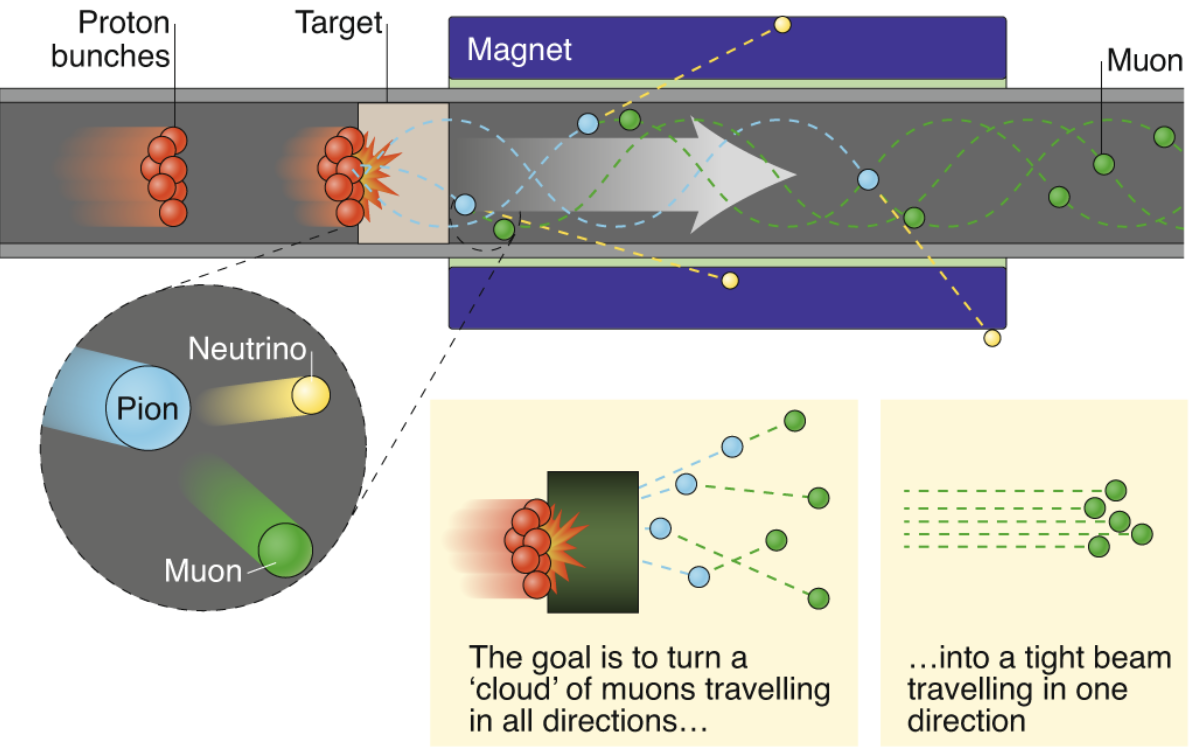 Proton
bunches
Target
Magnet
Muon
Neutrino
Pion
Muon
The goal is to turn a
‘cloud’ of muons travelling
in all directions…
…into a tight beam
travelling in one
direction